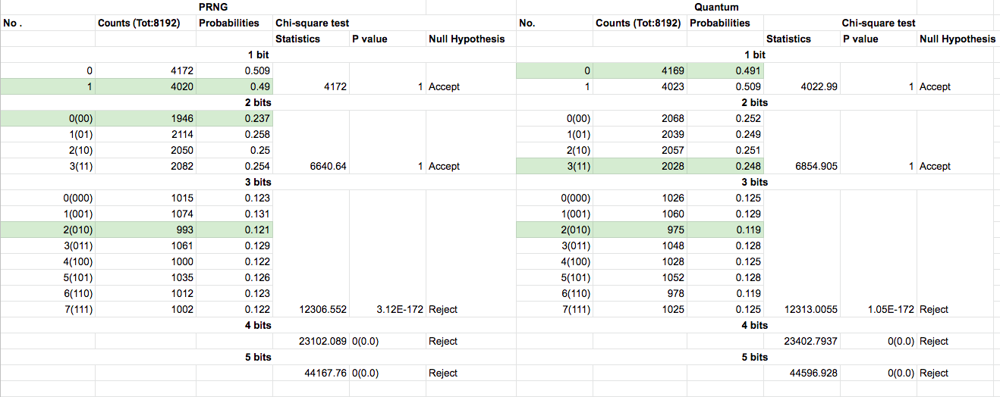 PRNG Quantum
No . Counts (Tot:8192) Probabilities Chi-square test No. Counts (Tot:8192) Probabilities Chi-square test
Statistics P value Null Hypothesis Statistics P value Null Hypothesis
1 bit 1 bit
0 4172 0.509 0 4169 0.491
1 4020 0.49 4172 1 Accept 1 4023 0.509 4022.99 1 Accept
2 bits 2 bits
0(00) 1946 0.237 0(00) 2068 0.252
1(01) 2114 0.258 1(01) 2039 0.249
2(10) 2050 0.25 2(10) 2057 0.251
3(11) 2082 0.254 6640.64 1 Accept 3(11) 2028 0.248 6854.905 1 Accept
3 bits 3 bits
0(000) 1015 0.123 0(000) 1026 0.125
1(001) 1074 0.131 1(001) 1060 0.129
2(010) 993 0.121 2(010) 975 0.119
3(011) 1061 0.129 3(011) 1048 0.128
4(100) 1000 0.122 4(100) 1028 0.125
5(101) 1035 0.126 5(101) 1052 0.128
6(110) 1012 0.123 6(110) 978 0.119
7(111) 1002 0.122 12306.552 3.12E-172 Reject 7(111) 1025 0.125 12313.0055 1.05E-172 Reject
4 bits 4 bits
23102.089 0(0.0) Reject 23402.7937 0(0.0) Reject
5 bits 5 bits
44167.76 0(0.0) Reject 44596.928 0(0.0) Reject